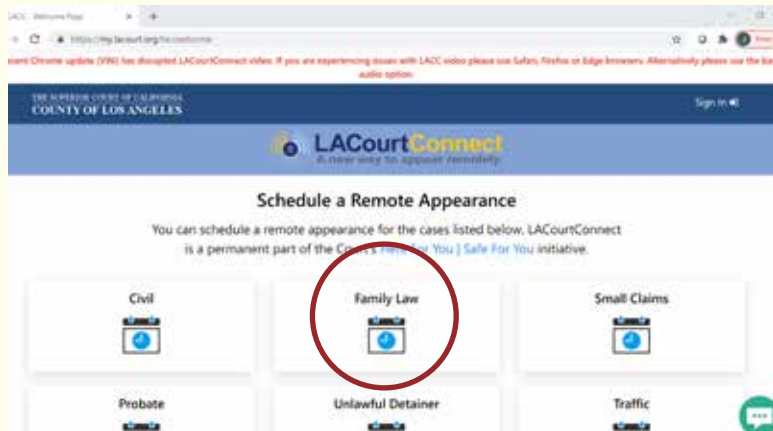 LACC - Welcome Page
https://my.lacourt.org/laccwelcome
cent Chrome update (V96) has disrupted LACourtConnect video. If you are experiencing issues with LACC video please use Safari, Firefox or Edge browsers. Alternatively please use the
audio option.
THE SUPERIOR COURT OF CALIFORNIA
COUNTY OF LOS ANGELES
Sign In
LACourtConnect
A new way to appear remotely.
Schedule a Remote Appearance
You can schedule a remote appearance for the cases listed below. LACourtConnect
is a permanent part of the Court's Here For You | Safe For You initiative.
Civil
Family Law
Small Claims
Probate
Unlawful Detainer
Traffic